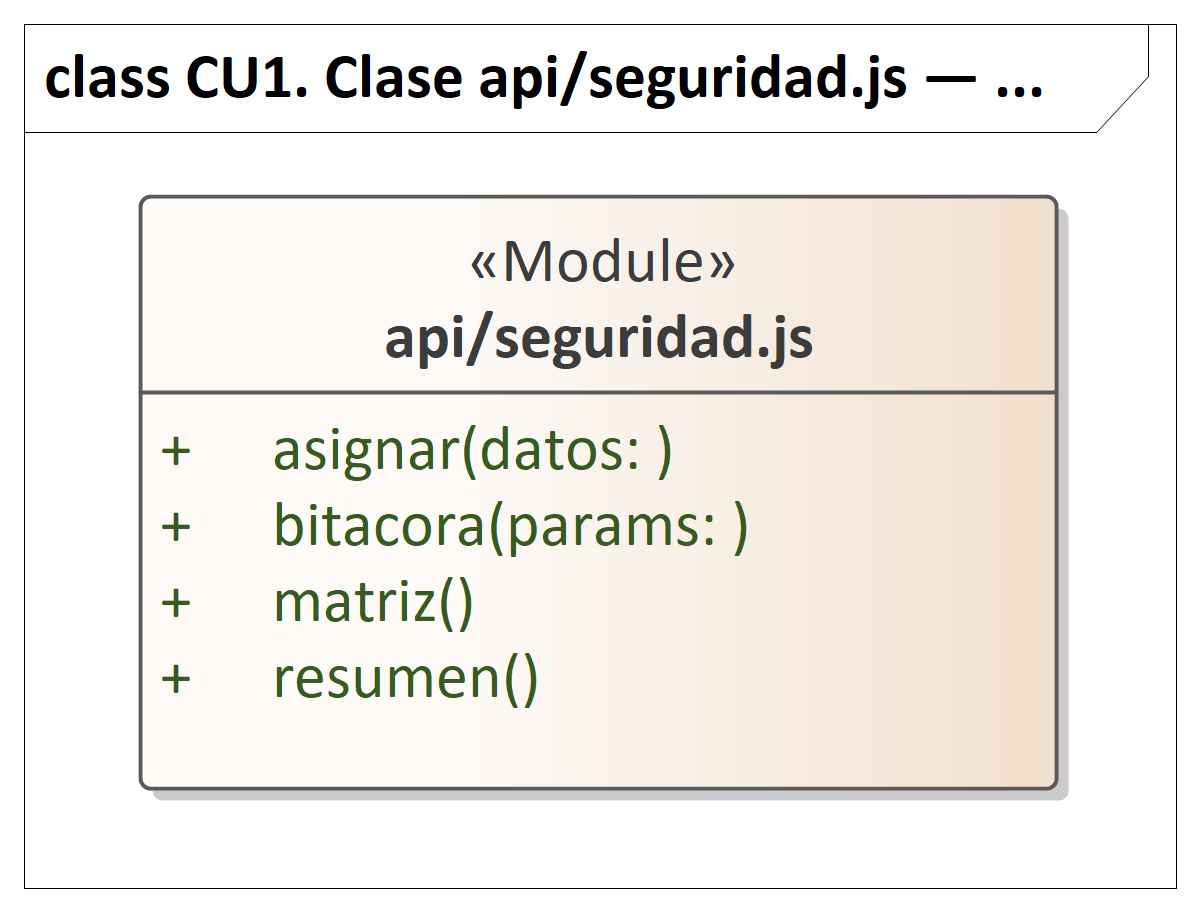 class CU1. Clase api/seguridad.js — ...
«Module»
api/seguridad.js
+ asignar(datos: )
+ bitacora(params: )
+ matriz()
+ resumen()